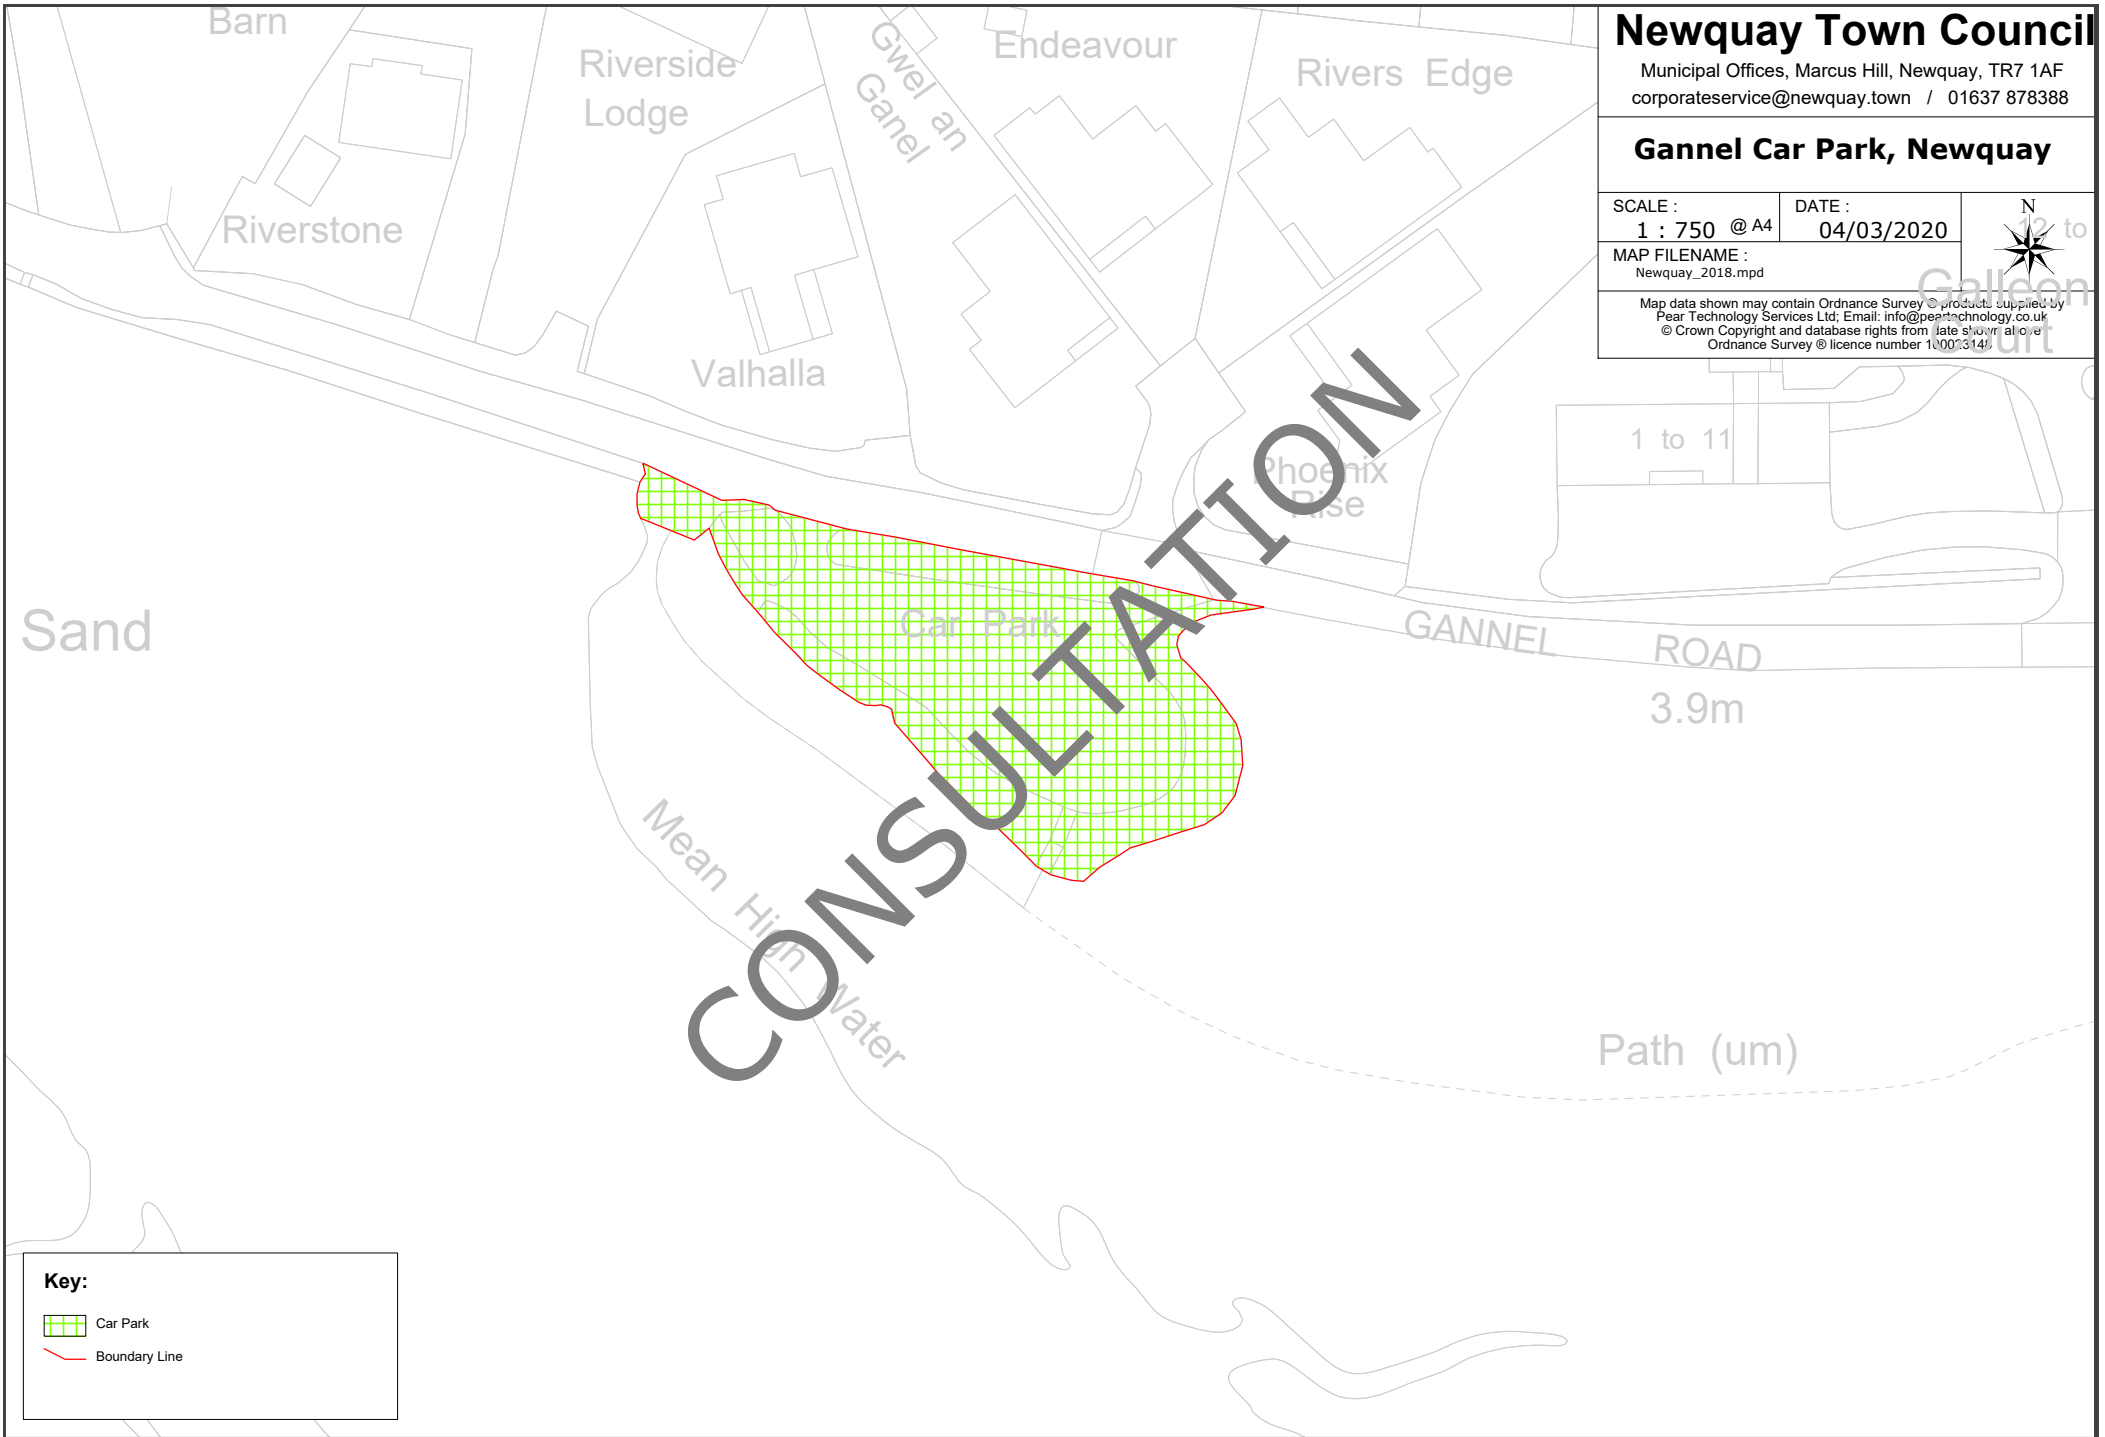 Newquay Town Council
Municipal Offices, Marcus Hill, Newquay, TR7 1AF
corporateservice@newquay.town / 01637 878388
Gannel Car Park, Newquay
SCALE :
1 : 750 @ A4
DATE :
04/03/2020
N
MAP FILENAME :
Newquay_2018.mpd
Map data shown may contain Ordnance Survey © products supplied by
Pear Technology Services Ltd; Email: info@peartechnology.co.uk
© Crown Copyright and database rights from date shown above
Ordnance Survey ® licence number 100023148
12 to
Galleon
Court
Barn
Riverside
Lodge
Gwel an
Ganel
Endeavour
Rivers Edge
Riverstone
Valhalla
1 to 11
Phoenix
Rise
Sand
Car Park
GANNEL ROAD
3.9m
Mean High Water
Path (um)
CONSULTATION
Key:
Car Park
Boundary Line